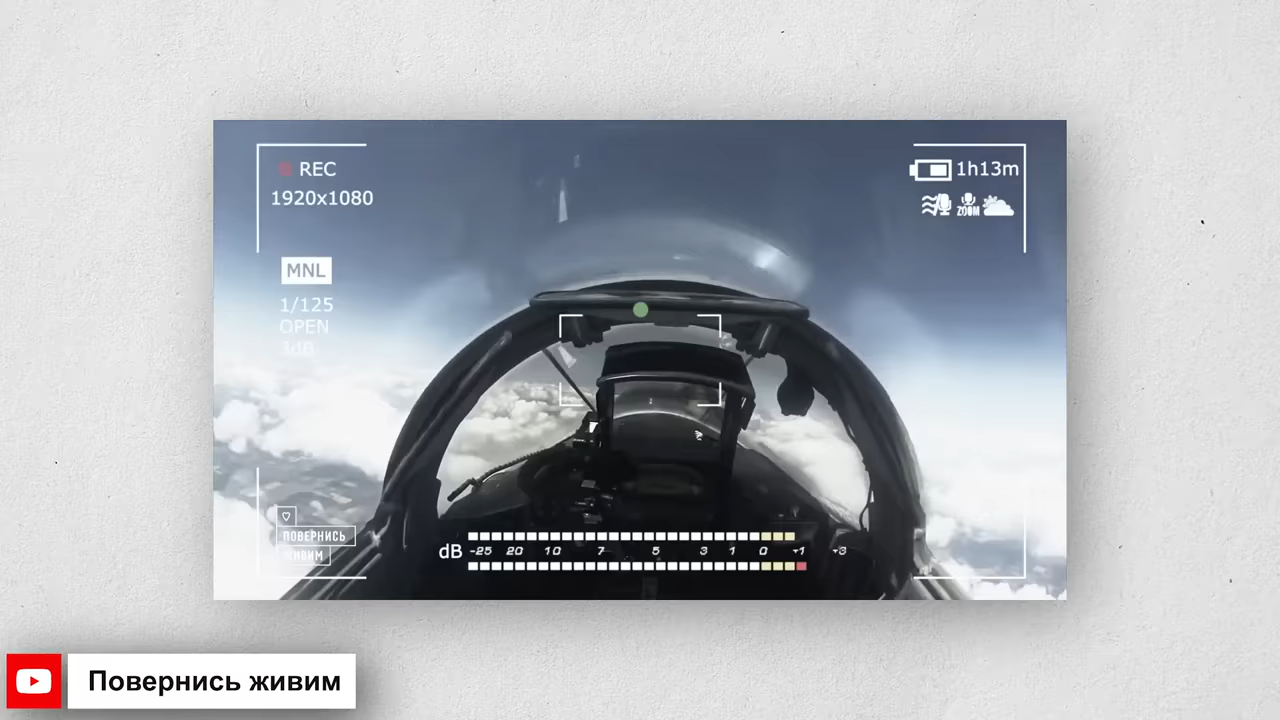 REC
1920x1080
1h13m
ZOOM
MNL
1/125
OPEN
3dB
ПОВЕРНИСЬ
ЖИВИМ
dB -25 20 10 7 5 3 1 0 +1 +3
Повернись живим